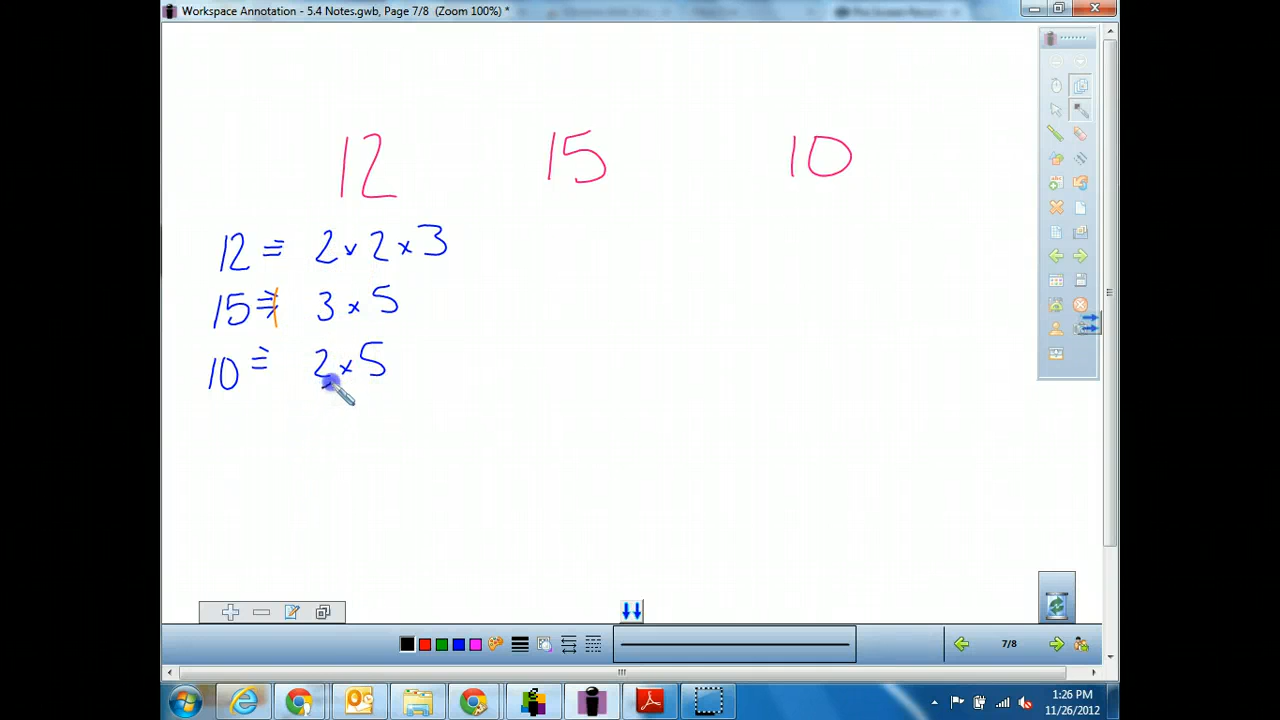 Workspace Annotation - 5.4 Notes.gwb, Page 7/8 (Zoom 100%) *
12 15 10
12 = 2 x 2 x 3
15 = 3 x 5
10 = 2 x 5
7/8
1:26 PM
11/26/2012